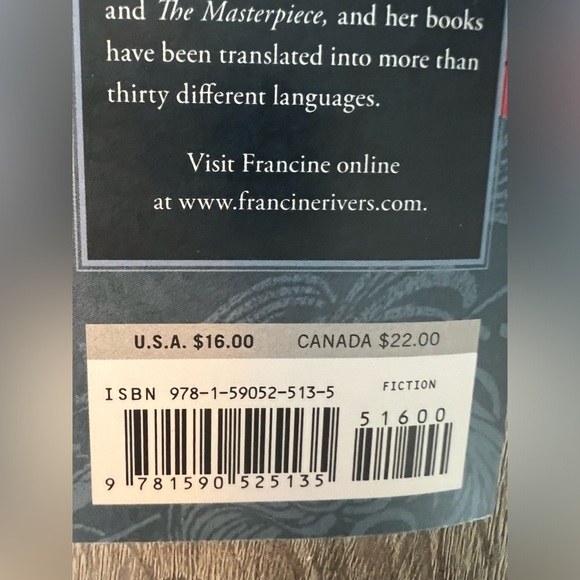 and The Masterpiece, and her books
have been translated into more than
thirty different languages.
Visit Francine online
at www.francinerivers.com.
U.S.A. $16.00 CANADA $22.00
ISBN 978-1-59052-513-5
FICTION
51600
9 781590 525135